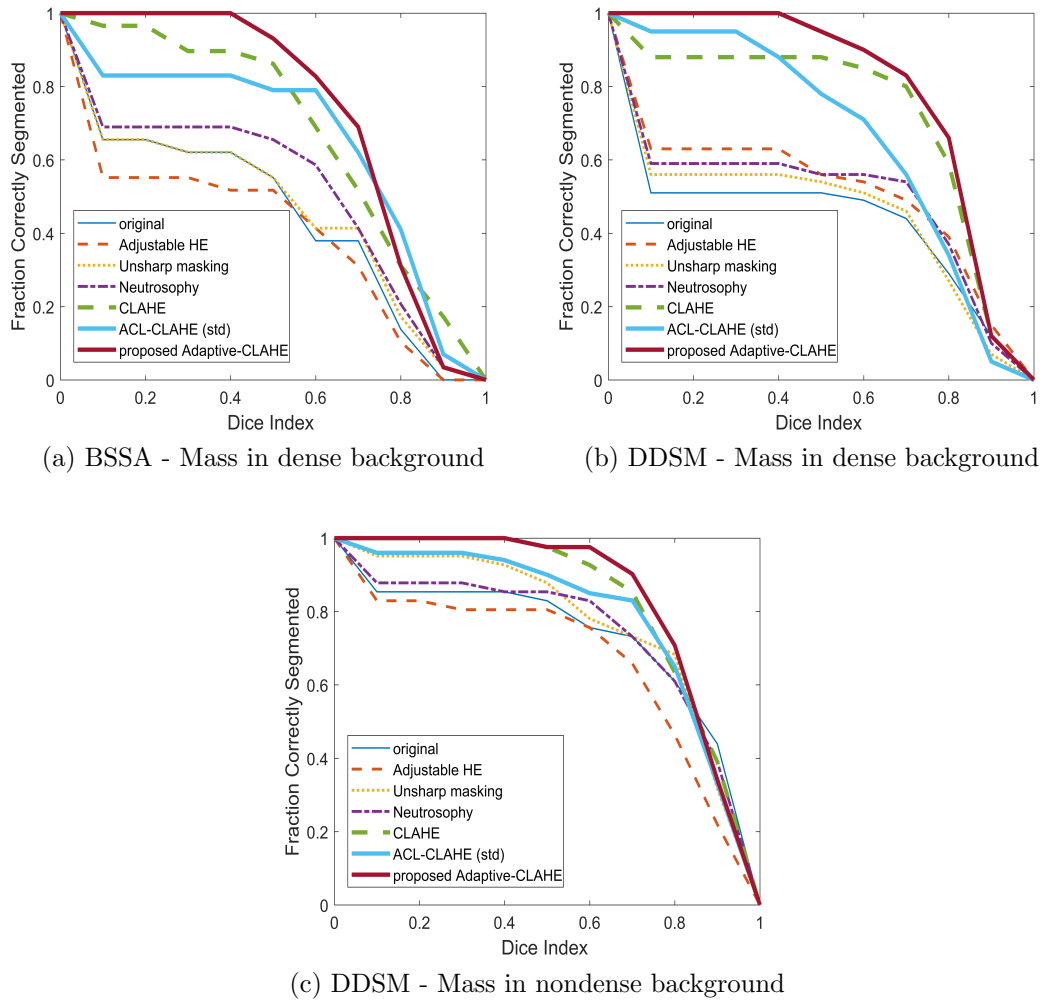 1
0.8
0.6
0.4
0.2
0
Fraction Correctly Segmented
original
Adjustable HE
Unsharp masking
Neutrosophy
CLAHE
ACL-CLAHE (std)
proposed Adaptive-CLAHE
0 0.2 0.4 0.6 0.8 1
Dice Index
(a) BSSA - Mass in dense background
1
0.8
0.6
0.4
0.2
0
Fraction Correctly Segmented
original
Adjustable HE
Unsharp masking
Neutrosophy
CLAHE
ACL-CLAHE (std)
proposed Adaptive-CLAHE
0 0.2 0.4 0.6 0.8 1
Dice Index
(b) DDSM - Mass in dense background
1
0.8
0.6
0.4
0.2
0
Fraction Correctly Segmented
original
Adjustable HE
Unsharp masking
Neutrosophy
CLAHE
ACL-CLAHE (std)
proposed Adaptive-CLAHE
0 0.2 0.4 0.6 0.8 1
Dice Index
(c) DDSM - Mass in nondense background